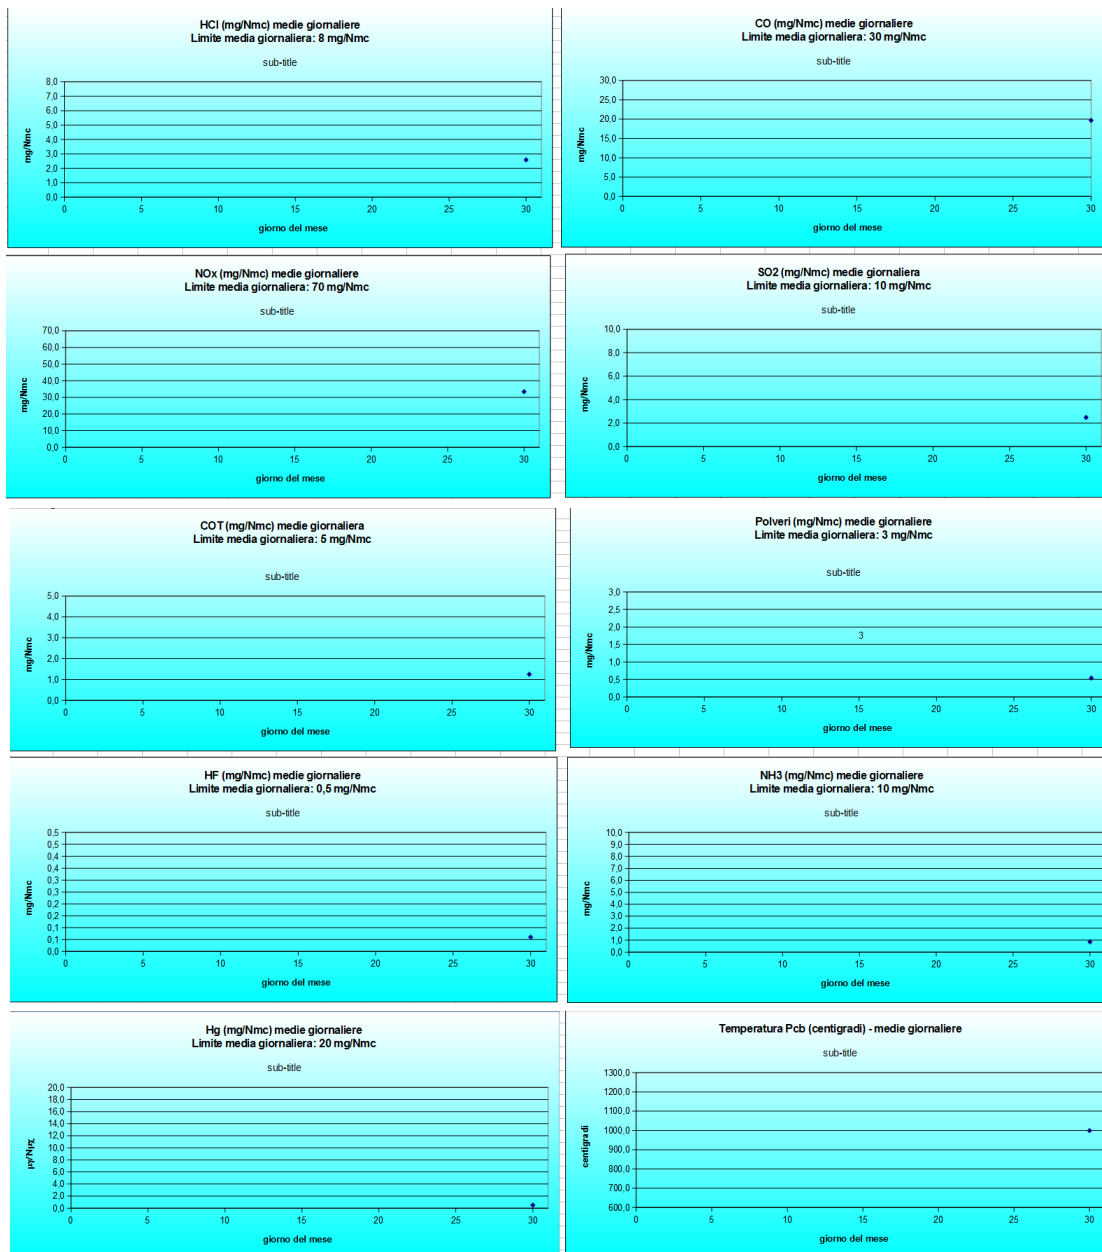 HCl (mg/Nmc) medie giornaliere
Limite media giornaliera: 8 mg/Nmc
sub-title
8,0
7,0
6,0
5,0
4,0
3,0
2,0
1,0
0,0
mg/Nmc
0 5 10 15 20 25 30
giorno del mese
CO (mg/Nmc) medie giornaliere
Limite media giornaliera: 30 mg/Nmc
sub-title
30,0
25,0
20,0
15,0
10,0
5,0
0,0
mg/Nmc
0 5 10 15 20 25 30
giorno del mese
NOx (mg/Nmc) medie giornaliere
Limite media giornaliera: 70 mg/Nmc
sub-title
70,0
60,0
50,0
40,0
30,0
20,0
10,0
0,0
mg/Nmc
0 5 10 15 20 25 30
giorno del mese
SO2 (mg/Nmc) medie giornaliera
Limite media giornaliera: 10 mg/Nmc
sub-title
10,0
8,0
6,0
4,0
2,0
0,0
mg/Nmc
0 5 10 15 20 25 30
giorno del mese
COT (mg/Nmc) medie giornaliera
Limite media giornaliera: 5 mg/Nmc
sub-title
5,0
4,0
3,0
2,0
1,0
0,0
mg/Nmc
0 5 10 15 20 25 30
giorno del mese
Polveri (mg/Nmc) medie giornaliere
Limite media giornaliera: 3 mg/Nmc
sub-title
3,0
2,5
2,0
1,5
1,0
0,5
0,0
mg/Nmc
3
0 5 10 15 20 25 30
giorno del mese
HF (mg/Nmc) medie giornaliere
Limite media giornaliera: 0,5 mg/Nmc
sub-title
0,5
0,5
0,4
0,4
0,3
0,3
0,2
0,2
0,1
0,1
0,0
mg/Nmc
0 5 10 15 20 25 30
giorno del mese
NH3 (mg/Nmc) medie giornaliere
Limite media giornaliera: 10 mg/Nmc
sub-title
10,0
9,0
8,0
7,0
6,0
5,0
4,0
3,0
2,0
1,0
0,0
mg/Nmc
0 5 10 15 20 25 30
giorno del mese
Hg (mg/Nmc) medie giornaliere
Limite media giornaliera: 20 mg/Nmc
sub-title
20,0
18,0
16,0
14,0
12,0
10,0
8,0
6,0
4,0
2,0
0,0
μγ/Νμχ
0 5 10 15 20 25 30
giorno del mese
Temperatura Pcb (centigradi) - medie giornaliere
sub-title
1300,0
1200,0
1100,0
1000,0
900,0
800,0
700,0
600,0
centigradi
0 5 10 15 20 25 30
giorno del mese